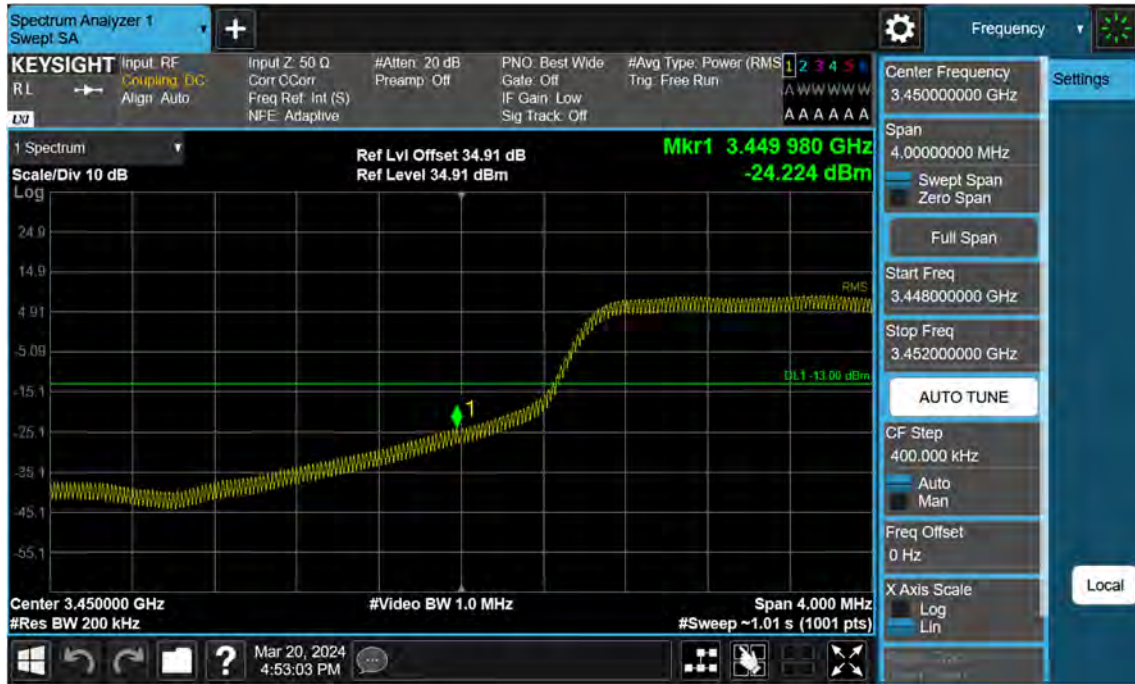 Spectrum Analyzer 1
Swept SA
+
Frequency
KEYSIGHT
RL
LXI
Input: RF
Coupling: DC
Align: Auto
Input Z: 50 Ω
Corr CCorr
Freq Ref: Int (S)
NFE: Adaptive
#Atten: 20 dB
Preamp: Off
PNO: Best Wide
Gate: Off
IF Gain: Low
Sig Track: Off
#Avg Type: Power (RMS
Trig: Free Run
1 2 3 4 5 6
A W W W W W
A A A A A A
1 Spectrum
Scale/Div 10 dB
Ref Lvl Offset 34.91 dB
Ref Level 34.91 dBm
Mkr1 3.449 980 GHz
-24.224 dBm
Log
24.9
14.9
4.91
-5.09
-15.1
-25.1
-35.1
-45.1
-55.1
RMS
DL1 -13.00 dBm
1
Center 3.450000 GHz
#Res BW 200 kHz
#Video BW 1.0 MHz
Span 4.000 MHz
#Sweep ~1.01 s (1001 pts)
?
Mar 20, 2024
4:53:03 PM
Center Frequency
3.450000000 GHz
Span
4.00000000 MHz
Swept Span
Zero Span
Full Span
Start Freq
3.448000000 GHz
Stop Freq
3.452000000 GHz
AUTO TUNE
CF Step
400.000 kHz
Auto
Man
Freq Offset
0 Hz
X Axis Scale
Log
Lin
Settings
Local